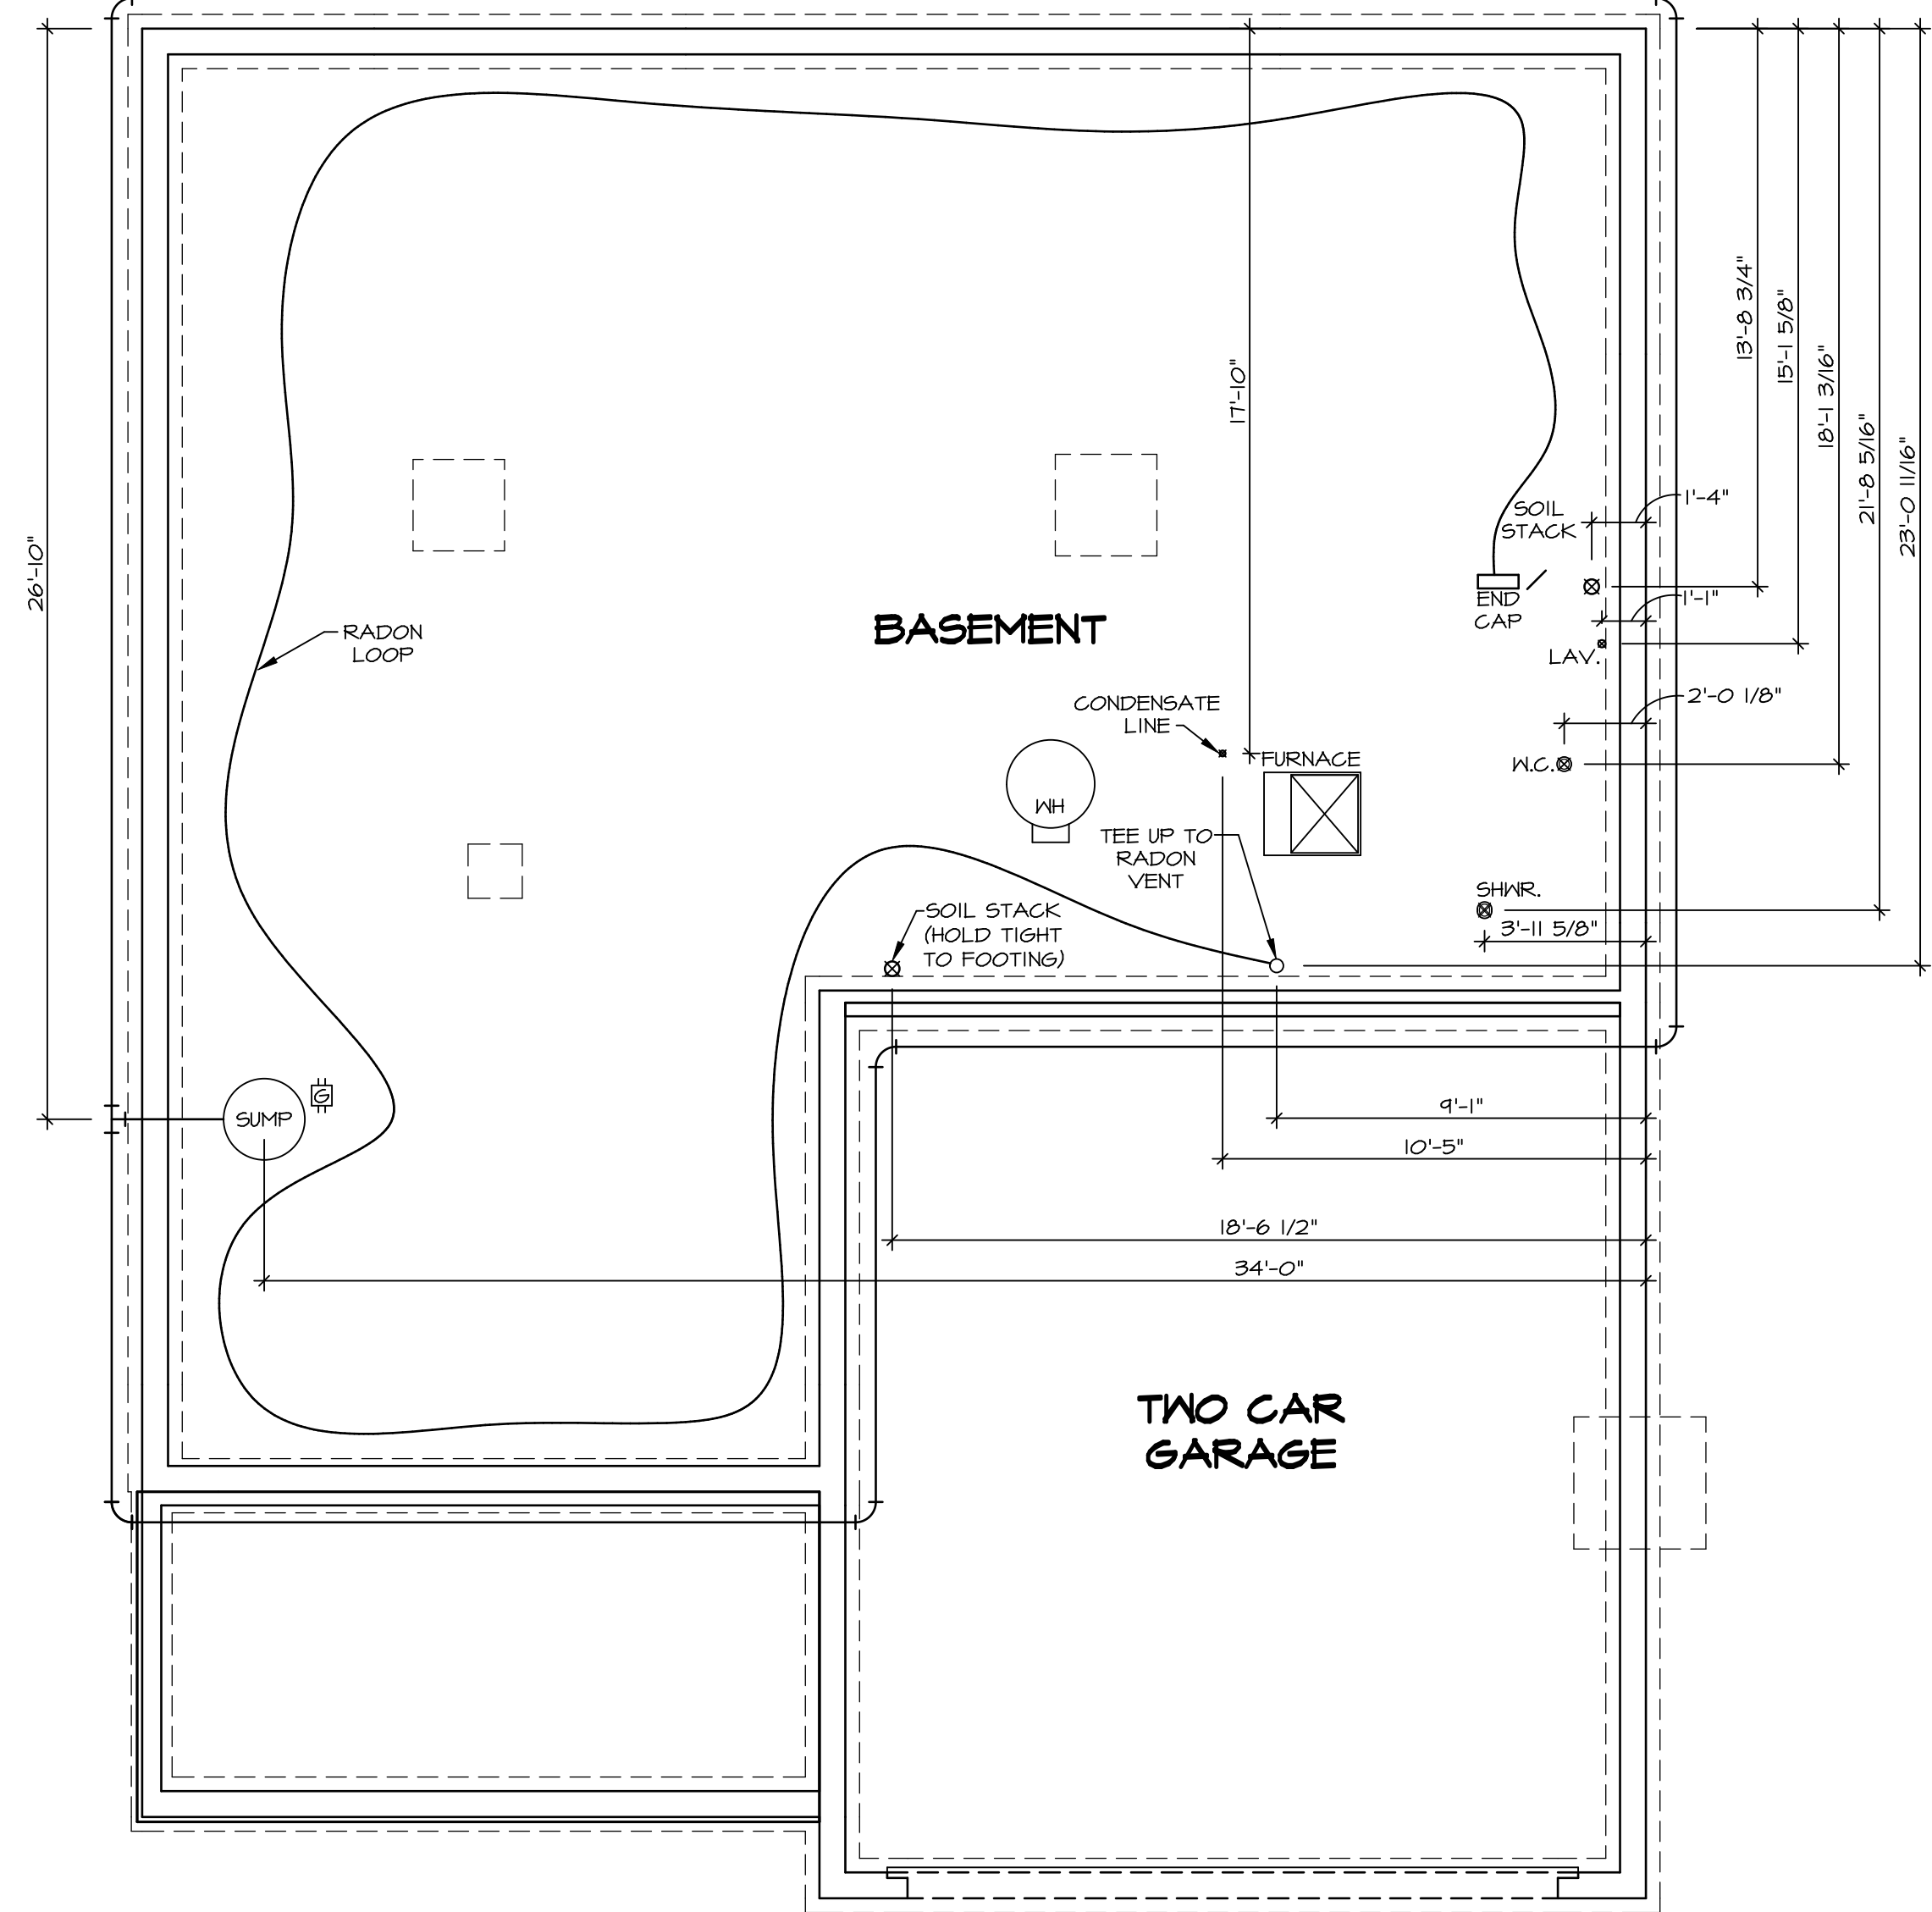 26'-10"
17'-10"
13'-8 3/4"
15'-1 5/8"
18'-1 3/16"
21'-8 5/16"
23'-0 11/16"
SOIL
STACK
1'-4"
END
CAP
1'-1"
LAV.
2'-0 1/8"
BASEMENT
RADON
LOOP
CONDENSATE
LINE
FURNACE
W.C.
WH
TEE UP TO
RADON
VENT
SHWR.
3'-11 5/8"
SOIL STACK
(HOLD TIGHT
TO FOOTING)
SUMP
G
9'-1"
10'-5"
18'-6 1/2"
34'-0"
TWO CAR
GARAGE